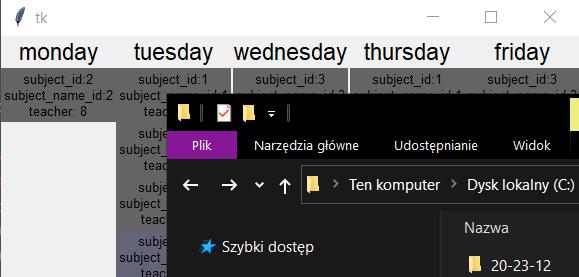 tk
monday tuesday wednesday thursday friday
subject_id:2 subject_id:1 subject_id:3 subject_id:1 subject_id:3
subject_name_id:2
teacher: 8
Plik Narzędzia główne Udostępnianie Widok
Ten komputer Dysk lokalny (C:)
Nazwa
Szybki dostęp
20-23-12